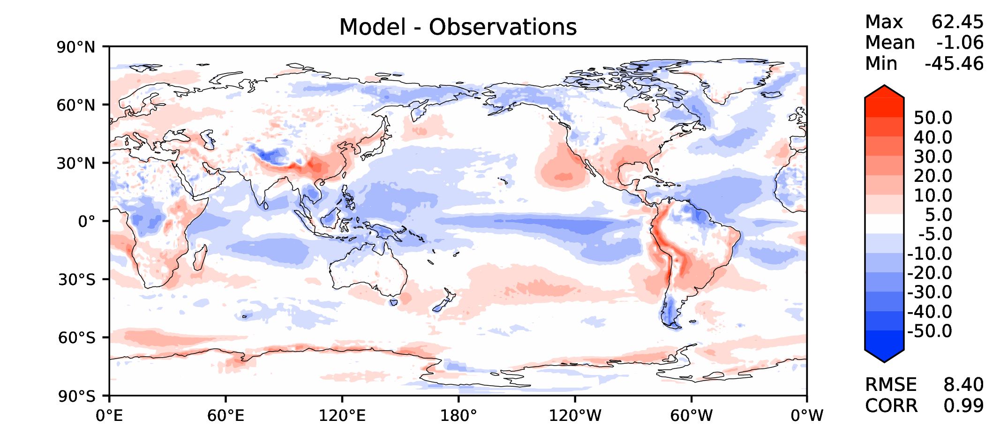 Model - Observations
Max 62.45
Mean -1.06
Min -45.46
90°N
60°N
30°N
0°
30°S
60°S
90°S
0°E 60°E 120°E 180° 120°W 60°W 0°W
50.0
40.0
30.0
20.0
10.0
5.0
-5.0
-10.0
-20.0
-30.0
-40.0
-50.0
RMSE 8.40
CORR 0.99